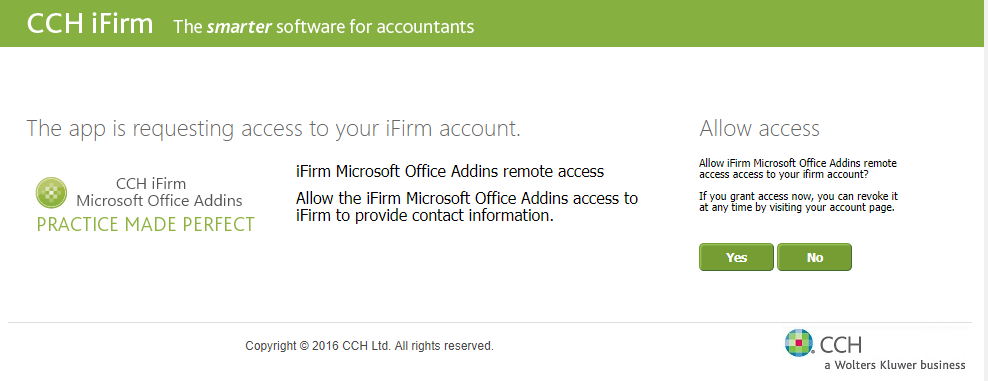 CCH iFirm The smarter software for accountants
The app is requesting access to your iFirm account.
CCH iFirm
Microsoft Office Addins
PRACTICE MADE PERFECT
iFirm Microsoft Office Addins remote access
Allow the iFirm Microsoft Office Addins access to
iFirm to provide contact information.
Allow access
Allow iFirm Microsoft Office Addins remote
access access to your ifirm account?
If you grant access now, you can revoke it
at any time by visiting your account page.
Yes No
Copyright © 2016 CCH Ltd. All rights reserved.
CCH
a Wolters Kluwer business